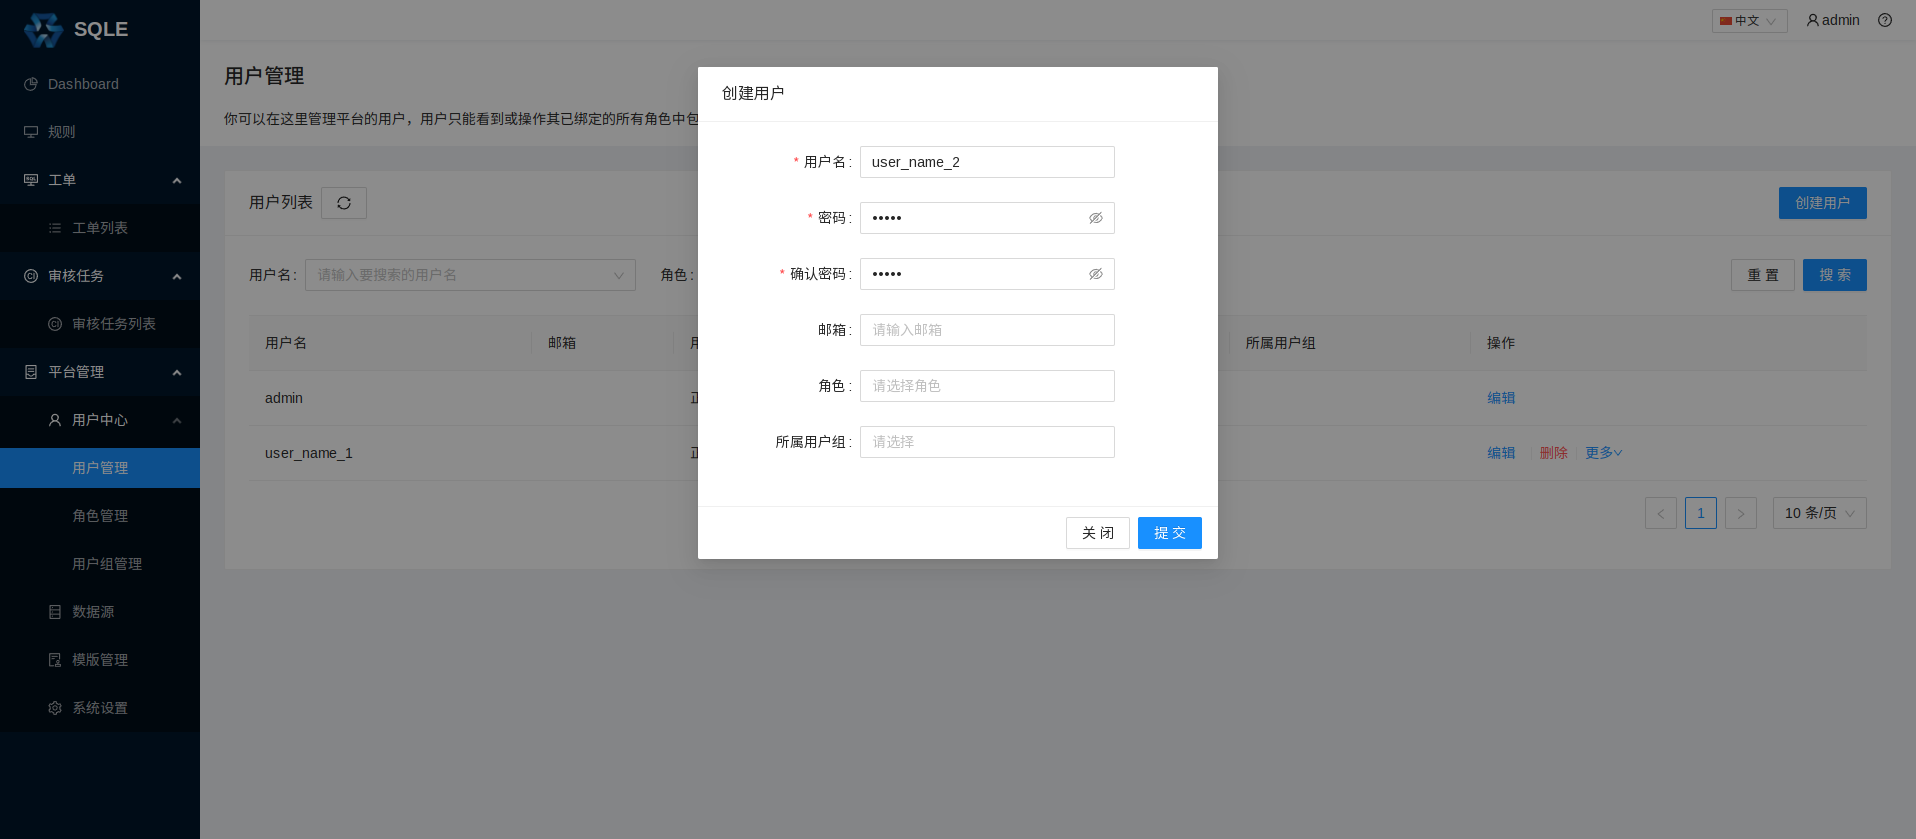 SQLE
中文
admin
Dashboard
规则
工单
工单列表
审核任务
审核任务列表
平台管理
用户中心
用户管理
角色管理
用户组管理
数据源
模版管理
系统设置
用户管理
你可以在这里管理平台的用户，用户只能看到或操作其已绑定的所有角色中包
用户列表
创建用户
用户名:
请输入要搜索的用户名
角色:
重 置
搜 索
用户名
邮箱
所属用户组
操作
admin
编辑
user_name_1
编辑
删除
更多
1
10 条/页
创建用户
* 用户名:
user_name_2
* 密码:
•••••
* 确认密码:
•••••
邮箱:
请输入邮箱
角色:
请选择角色
所属用户组:
请选择
关 闭
提 交